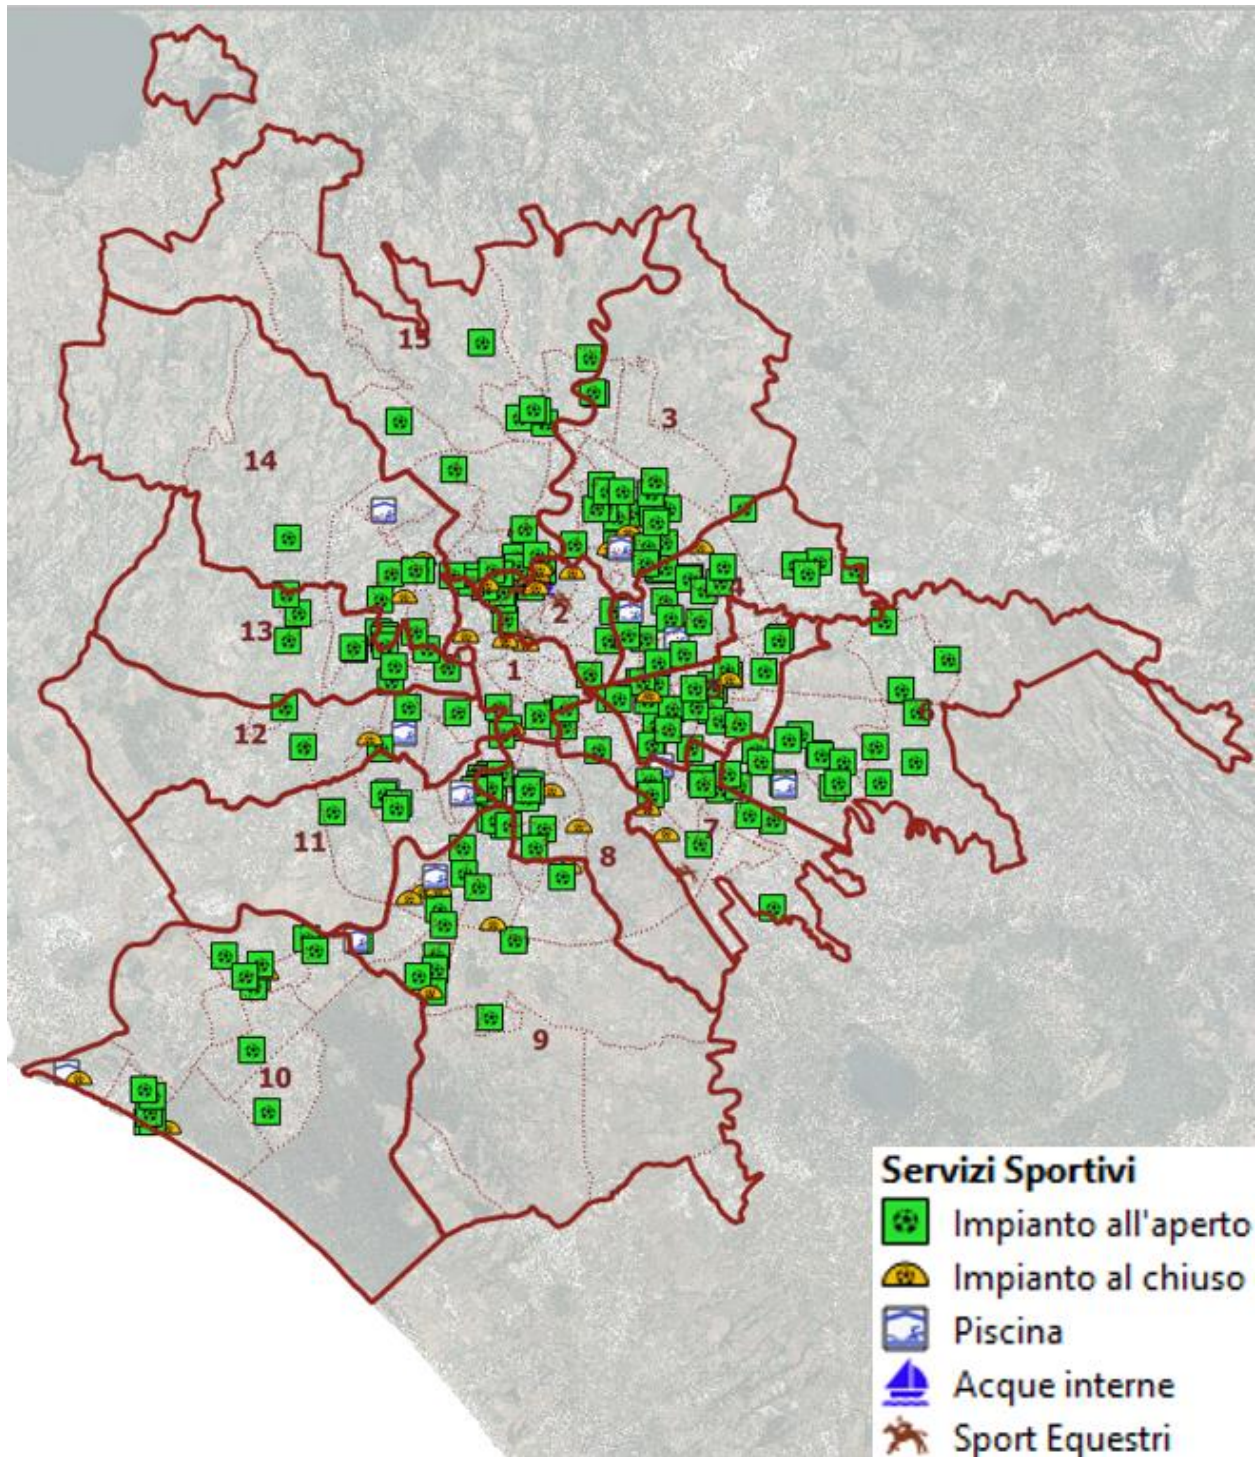 15
3
14
4
2
13
1
6
12
7
11
8
9
10
Servizi Sportivi
Impianto all'aperto
Impianto al chiuso
Piscina
Acque interne
Sport Equestri